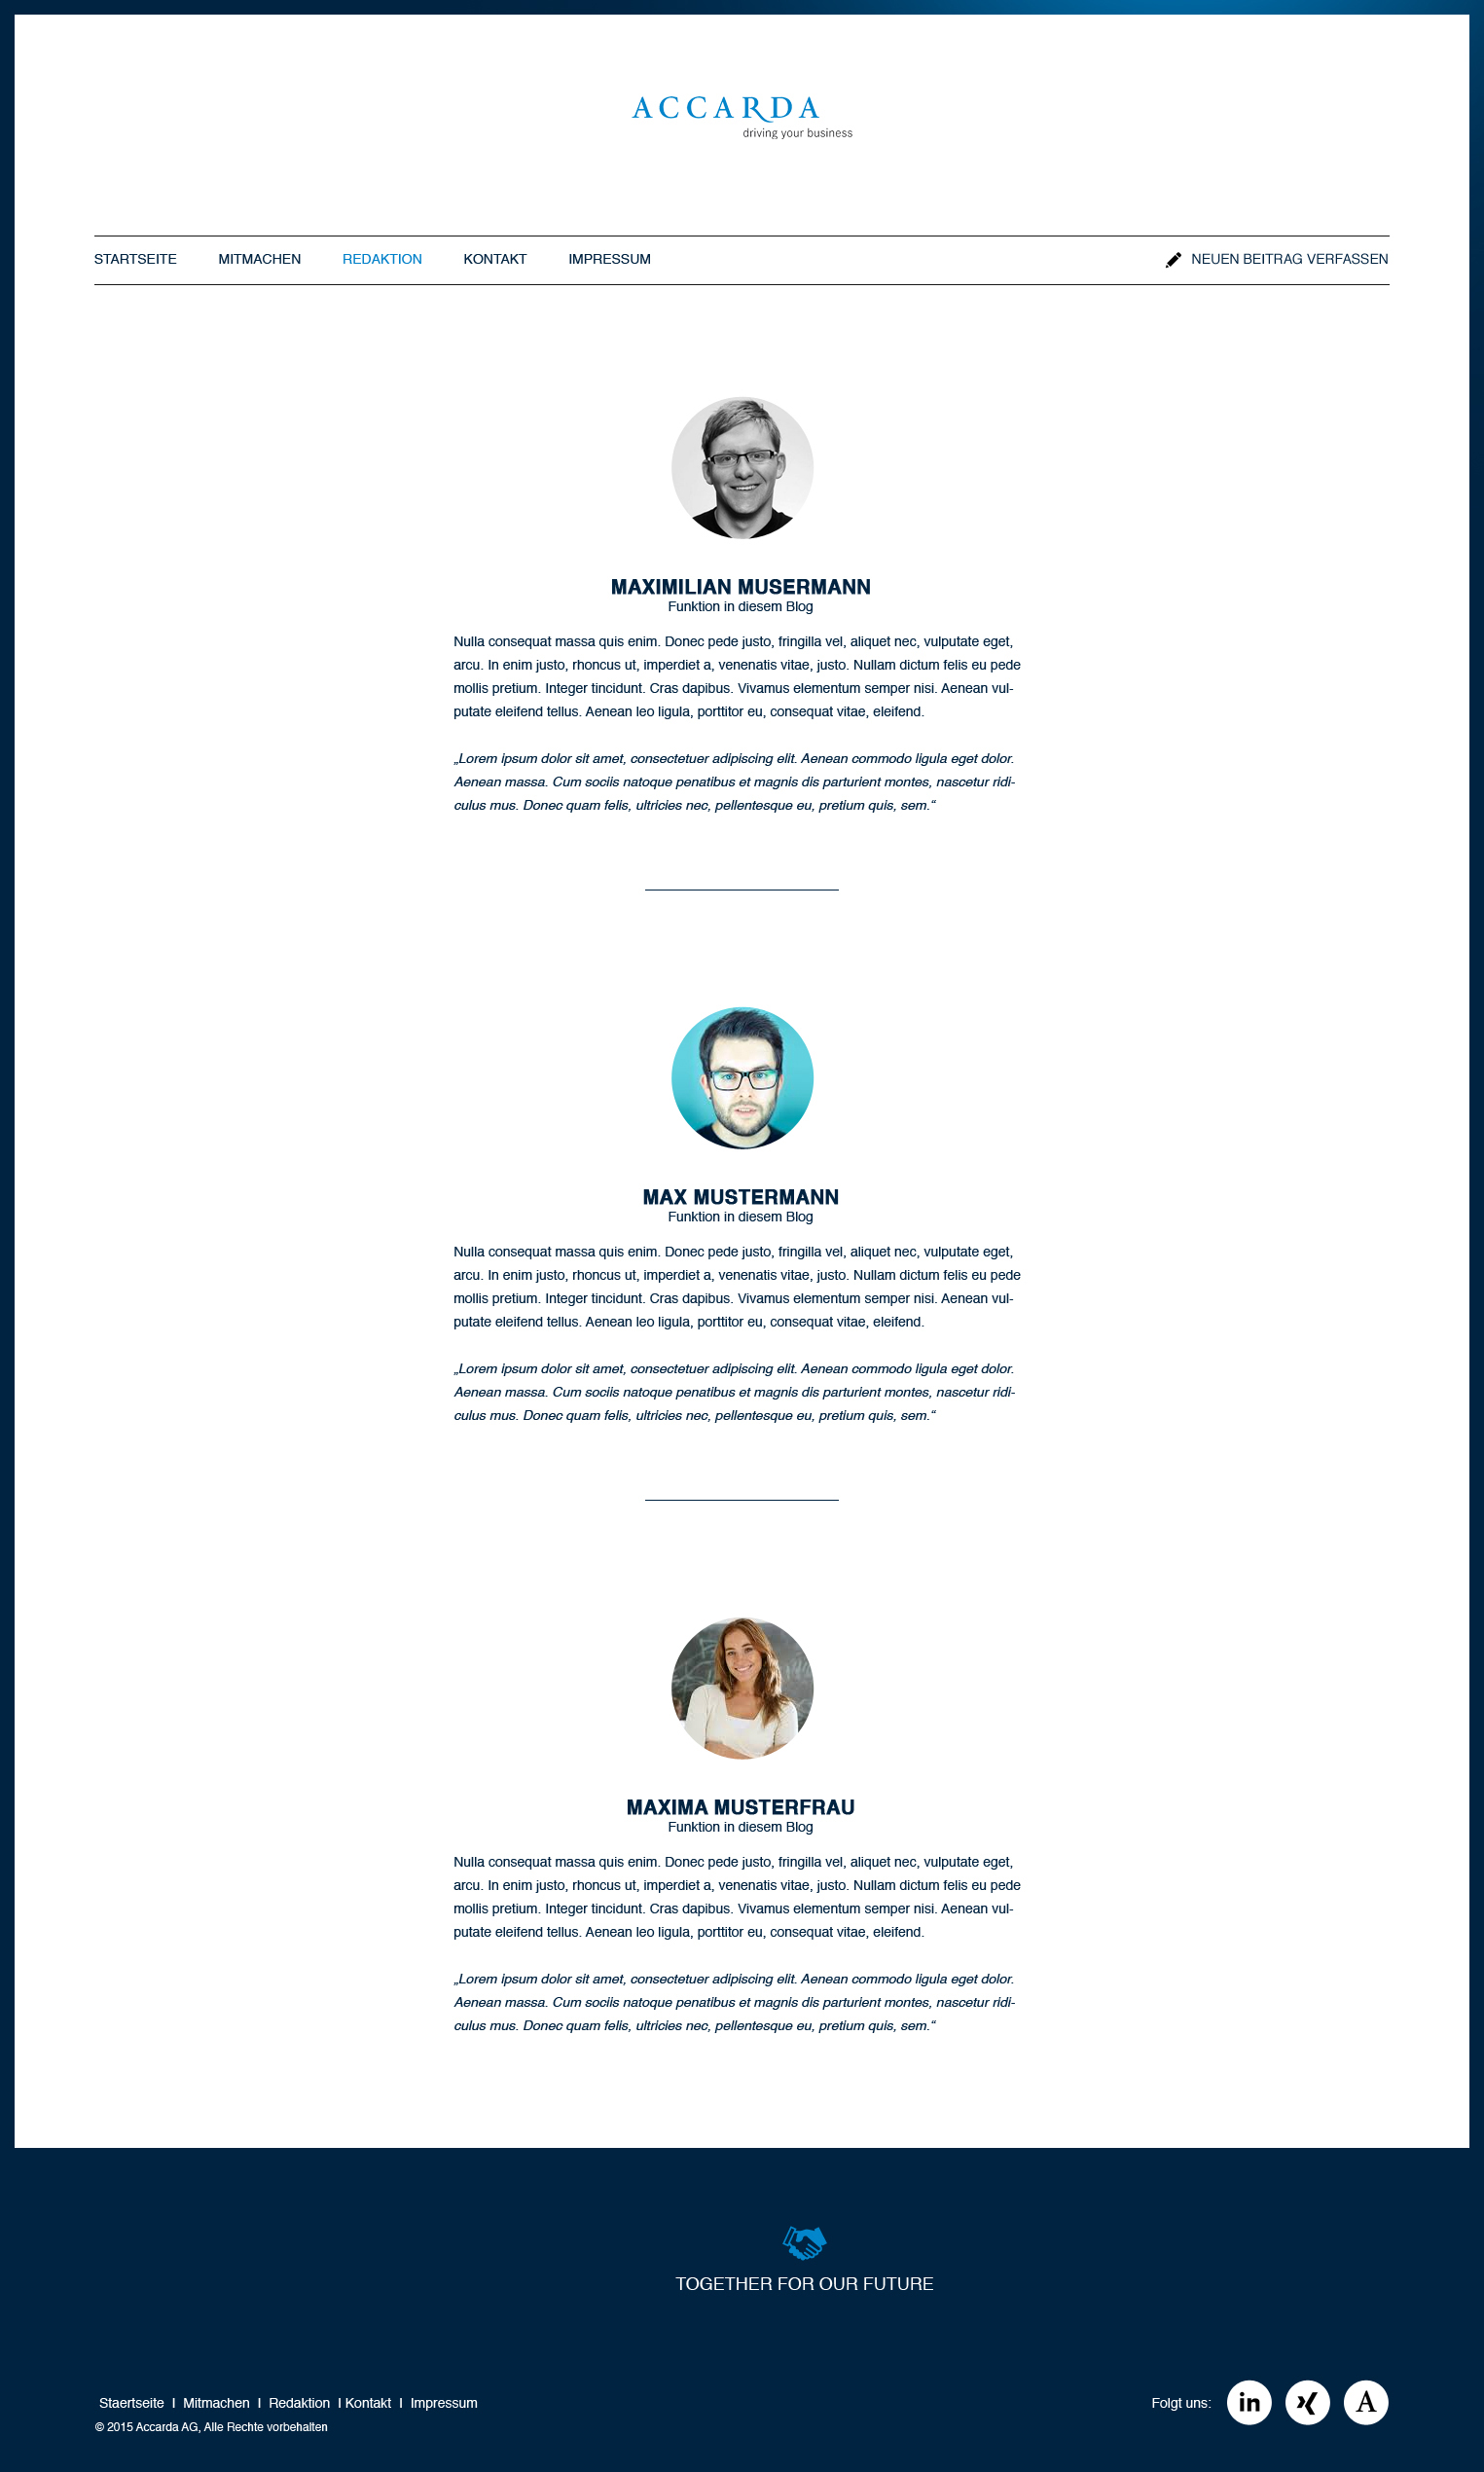 ACCARDA
driving your business
STARTSEITE MITMACHEN REDAKTION KONTAKT IMPRESSUM NEUEN BEITRAG VERFASSEN
MAXIMILIAN MUSERMANN
Funktion in diesem Blog
Nulla consequat massa quis enim. Donec pede justo, fringilla vel, aliquet nec, vulputate eget,
arcu. In enim justo, rhoncus ut, imperdiet a, venenatis vitae, justo. Nullam dictum felis eu pede
mollis pretium. Integer tincidunt. Cras dapibus. Vivamus elementum semper nisi. Aenean vul-
putate eleifend tellus. Aenean leo ligula, porttitor eu, consequat vitae, eleifend.
„Lorem ipsum dolor sit amet, consectetuer adipiscing elit. Aenean commodo ligula eget dolor.
Aenean massa. Cum sociis natoque penatibus et magnis dis parturient montes, nascetur ridi-
culus mus. Donec quam felis, ultricies nec, pellentesque eu, pretium quis, sem.“
MAX MUSTERMANN
Funktion in diesem Blog
Nulla consequat massa quis enim. Donec pede justo, fringilla vel, aliquet nec, vulputate eget,
arcu. In enim justo, rhoncus ut, imperdiet a, venenatis vitae, justo. Nullam dictum felis eu pede
mollis pretium. Integer tincidunt. Cras dapibus. Vivamus elementum semper nisi. Aenean vul-
putate eleifend tellus. Aenean leo ligula, porttitor eu, consequat vitae, eleifend.
„Lorem ipsum dolor sit amet, consectetuer adipiscing elit. Aenean commodo ligula eget dolor.
Aenean massa. Cum sociis natoque penatibus et magnis dis parturient montes, nascetur ridi-
culus mus. Donec quam felis, ultricies nec, pellentesque eu, pretium quis, sem.“
MAXIMA MUSTERFRAU
Funktion in diesem Blog
Nulla consequat massa quis enim. Donec pede justo, fringilla vel, aliquet nec, vulputate eget,
arcu. In enim justo, rhoncus ut, imperdiet a, venenatis vitae, justo. Nullam dictum felis eu pede
mollis pretium. Integer tincidunt. Cras dapibus. Vivamus elementum semper nisi. Aenean vul-
putate eleifend tellus. Aenean leo ligula, porttitor eu, consequat vitae, eleifend.
„Lorem ipsum dolor sit amet, consectetuer adipiscing elit. Aenean commodo ligula eget dolor.
Aenean massa. Cum sociis natoque penatibus et magnis dis parturient montes, nascetur ridi-
culus mus. Donec quam felis, ultricies nec, pellentesque eu, pretium quis, sem.“
TOGETHER FOR OUR FUTURE
Staertseite I Mitmachen I Redaktion I Kontakt I Impressum Folgt uns: in A
© 2015 Accarda AG, Alle Rechte vorbehalten